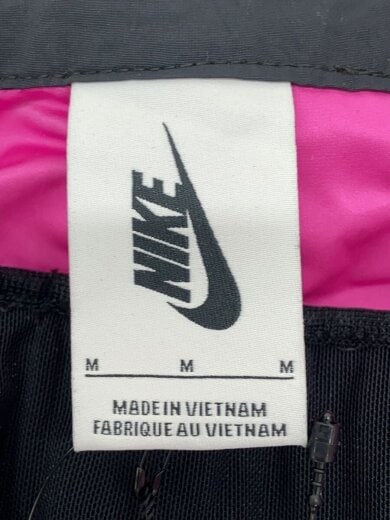 NIKE
M M M
MADE IN VIETNAM
FABRIQUE AU VIETNAM